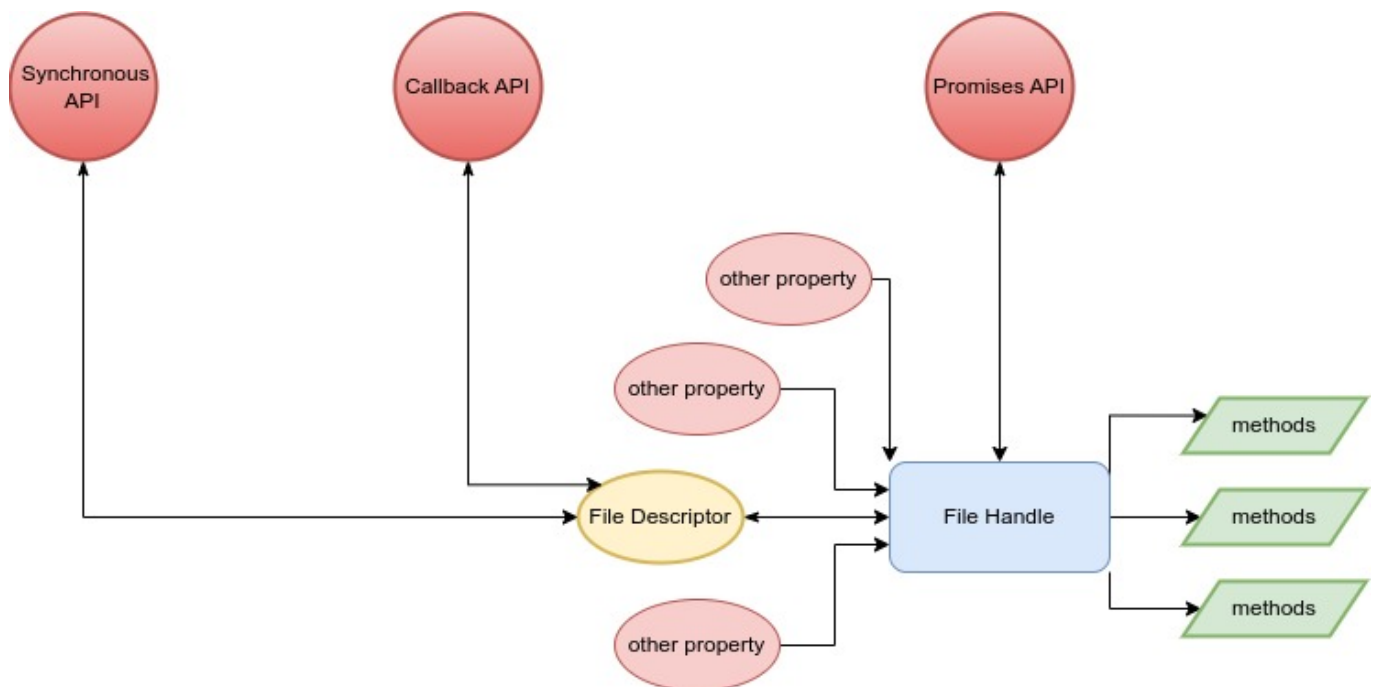 Synchronous
API
Callback API
Promises API
other property
other property
methods
File Descriptor
File Handle
methods
methods
other property